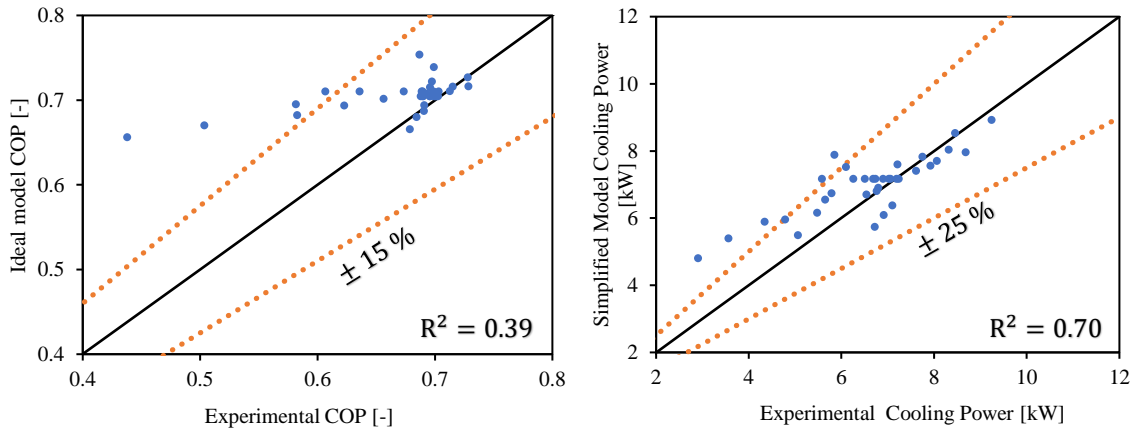 Ideal model COP [-]
0.8
0.7
0.6
0.5
0.4
± 15 %
R² = 0.39
0.4 0.5 0.6 0.7 0.8
Experimental COP [-]
Simplified Model Cooling Power
[kW]
12
10
8
6
4
2
± 25 %
R² = 0.70
2 4 6 8 10 12
Experimental Cooling Power [kW]